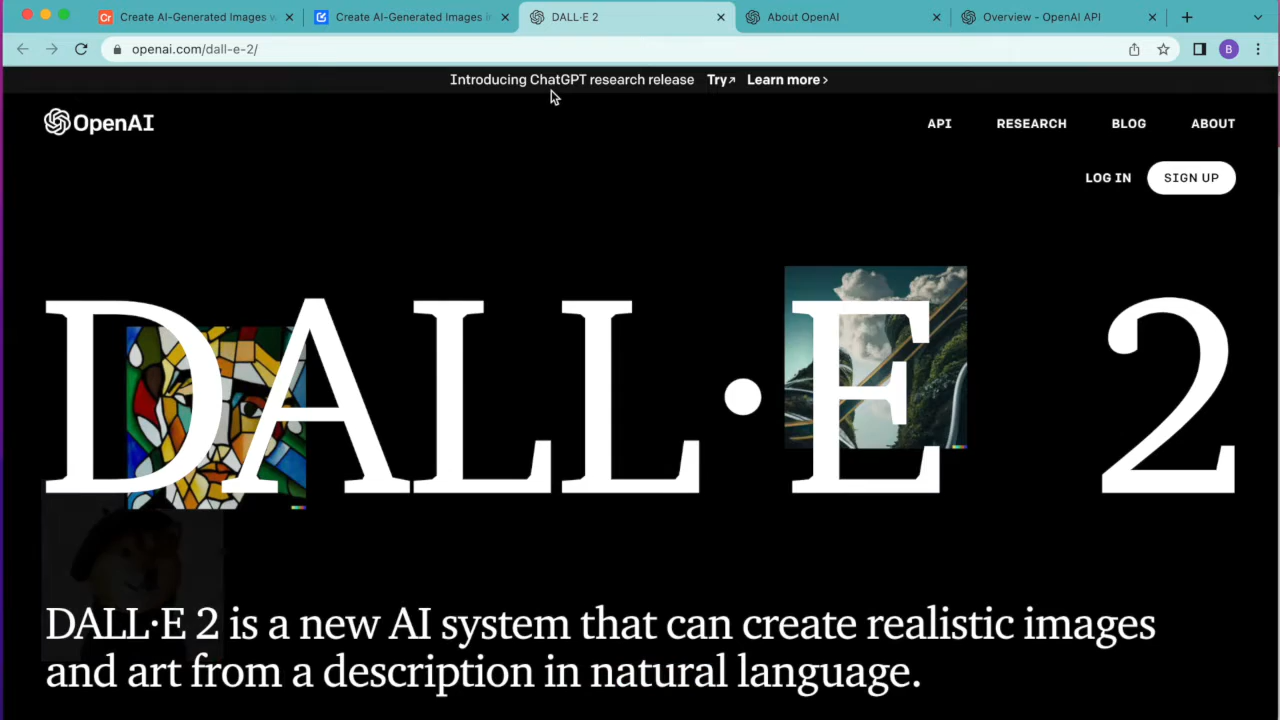 Create AI-Generated Images v
Create AI-Generated Images i
DALL·E 2
About OpenAI
Overview - OpenAI API
openai.com/dall-e-2/
B
Introducing ChatGPT research release Try↗ Learn more >
OpenAI
API RESEARCH BLOG ABOUT
LOG IN SIGN UP
DALL·E 2
DALL·E 2 is a new AI system that can create realistic images
and art from a description in natural language.